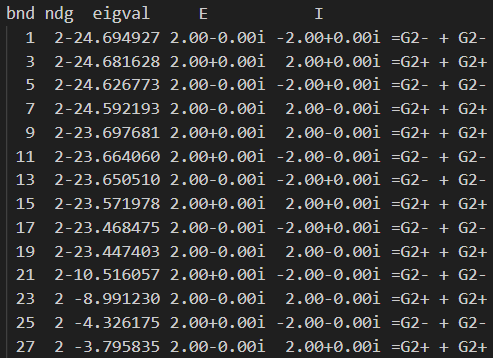 bnd ndg  eigval     E            I
  1  2-24.694927 2.00-0.00i -2.00+0.00i =G2- + G2-
  3  2-24.681628 2.00+0.00i  2.00+0.00i =G2+ + G2+
  5  2-24.626773 2.00-0.00i -2.00+0.00i =G2- + G2-
  7  2-24.592193 2.00+0.00i  2.00-0.00i =G2+ + G2+
  9  2-23.697681 2.00+0.00i  2.00-0.00i =G2+ + G2+
 11  2-23.664060 2.00+0.00i -2.00-0.00i =G2- + G2-
 13  2-23.650510 2.00-0.00i -2.00+0.00i =G2- + G2-
 15  2-23.571978 2.00+0.00i  2.00+0.00i =G2+ + G2+
 17  2-23.468475 2.00-0.00i -2.00+0.00i =G2- + G2-
 19  2-23.447403 2.00-0.00i  2.00-0.00i =G2+ + G2+
 21  2-10.516057 2.00+0.00i -2.00-0.00i =G2- + G2-
 23  2 -8.991230 2.00-0.00i  2.00-0.00i =G2+ + G2+
 25  2 -4.326175 2.00+0.00i -2.00-0.00i =G2- + G2-
 27  2 -3.795835 2.00-0.00i  2.00+0.00i =G2+ + G2+